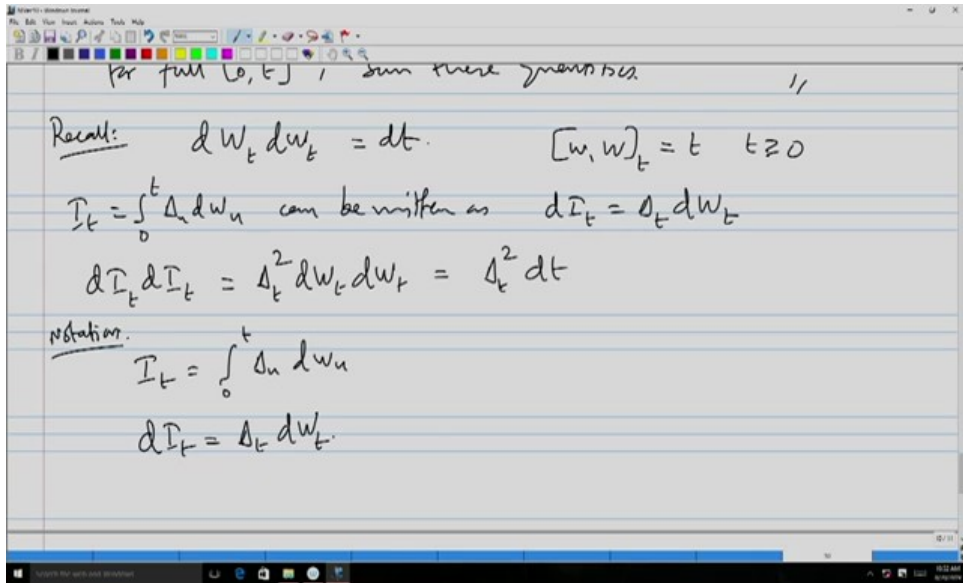 for full [0, t], sum these quantities. //
Recall: dW_t dW_t = dt. [W, W]_t = t t ≥ 0
I_t = ∫_0^t Δ_u dW_u can be written as dI_t = Δ_t dW_t
dI_t dI_t = Δ_t^2 dW_t dW_t = Δ_t^2 dt
Notation.
I_t = ∫_0^t Δ_u dW_u
dI_t = Δ_t dW_t.